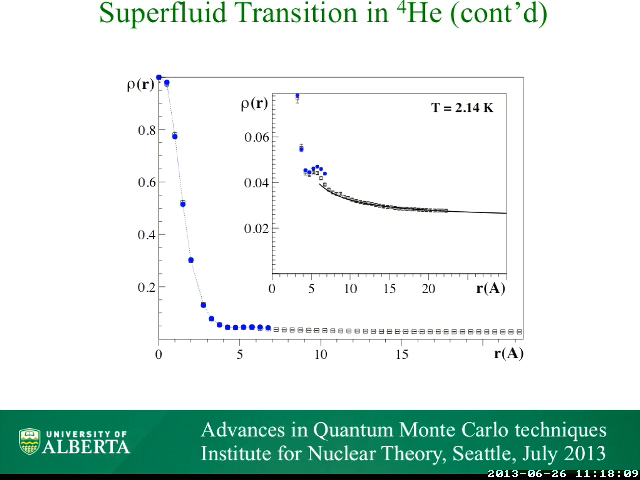 Superfluid Transition in ⁴He (cont'd)
ρ(r)
0.8
0.6
0.4
0.2
0
5
10
15
r(A)
ρ(r)
T = 2.14 K
0.06
0.04
0.02
0
5
10
15
20
r(A)
UNIVERSITY OF
ALBERTA
Advances in Quantum Monte Carlo techniques
Institute for Nuclear Theory, Seattle, July 2013
2013-06-26 11:18:09